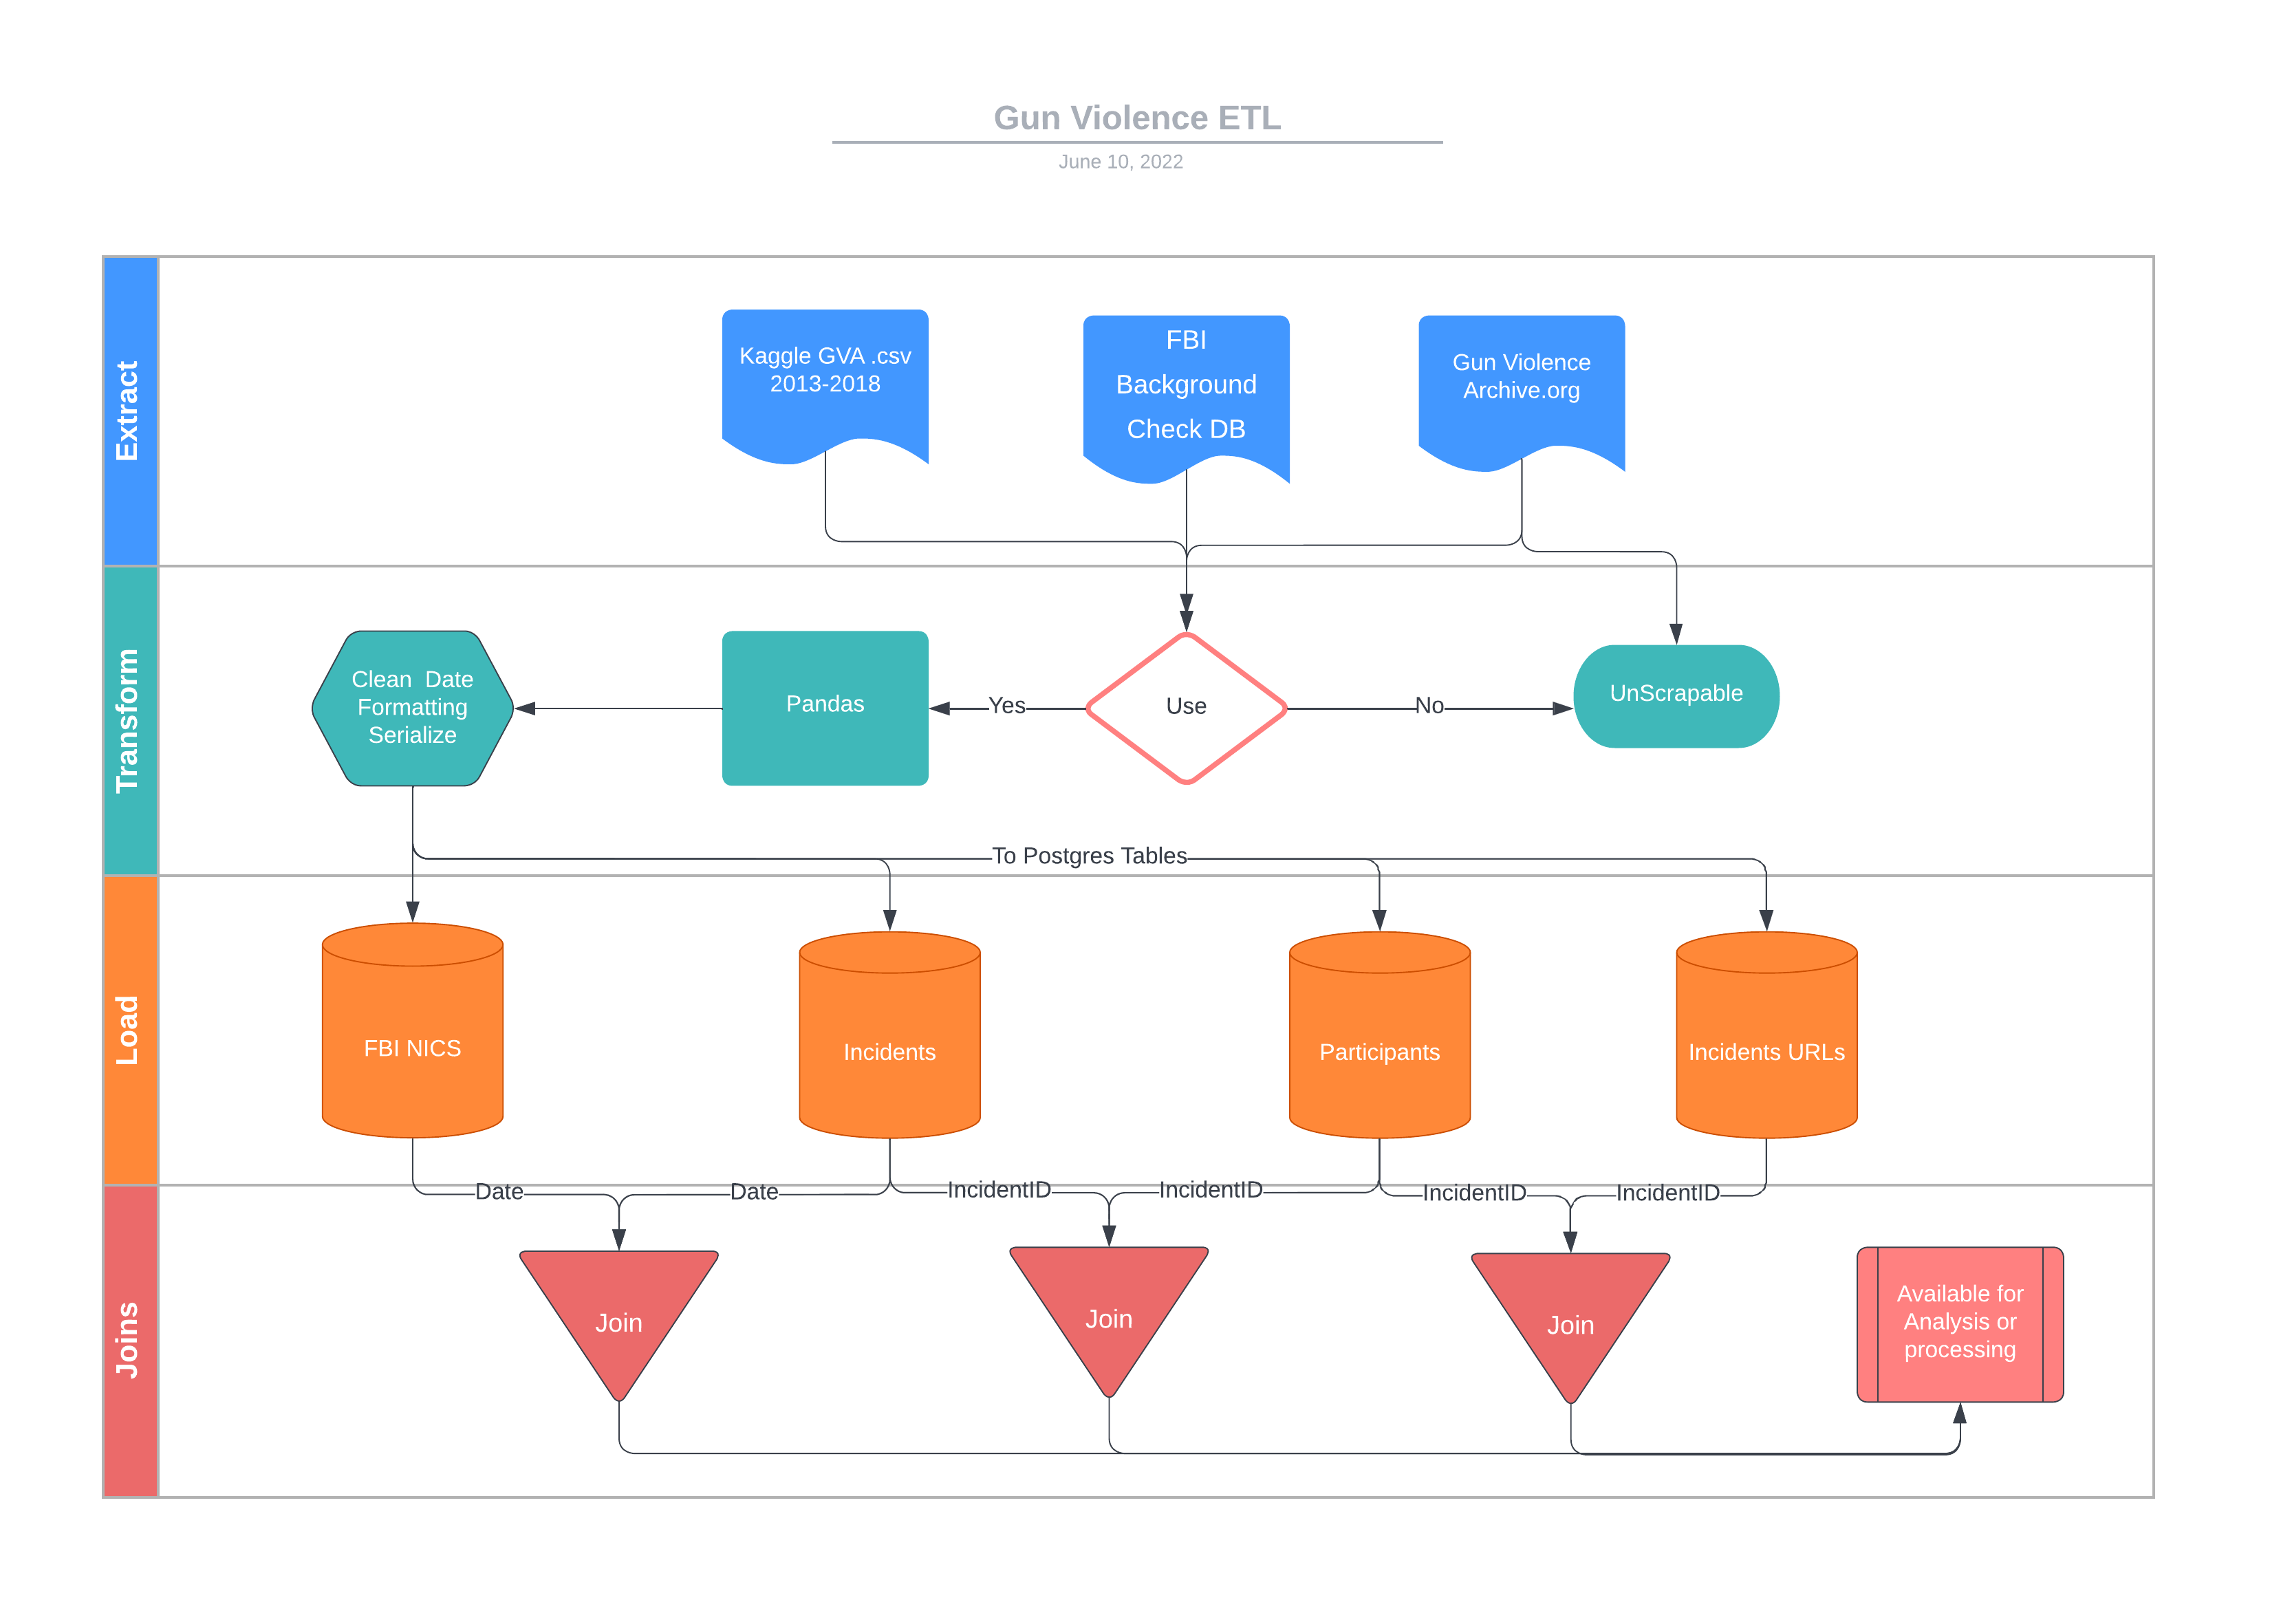 Gun Violence ETL
June 10, 2022
Extract
Kaggle GVA .csv
2013-2018
FBI
Background
Check DB
Gun Violence
Archive.org
Transform
Clean  Date
Formatting
Serialize
Pandas
Yes
Use
No
UnScrapable
To Postgres Tables
Load
FBI NICS
Incidents
Participants
Incidents URLs
Date
Date
IncidentID
IncidentID
IncidentID
IncidentID
Joins
Join
Join
Join
Available for
Analysis or
processing